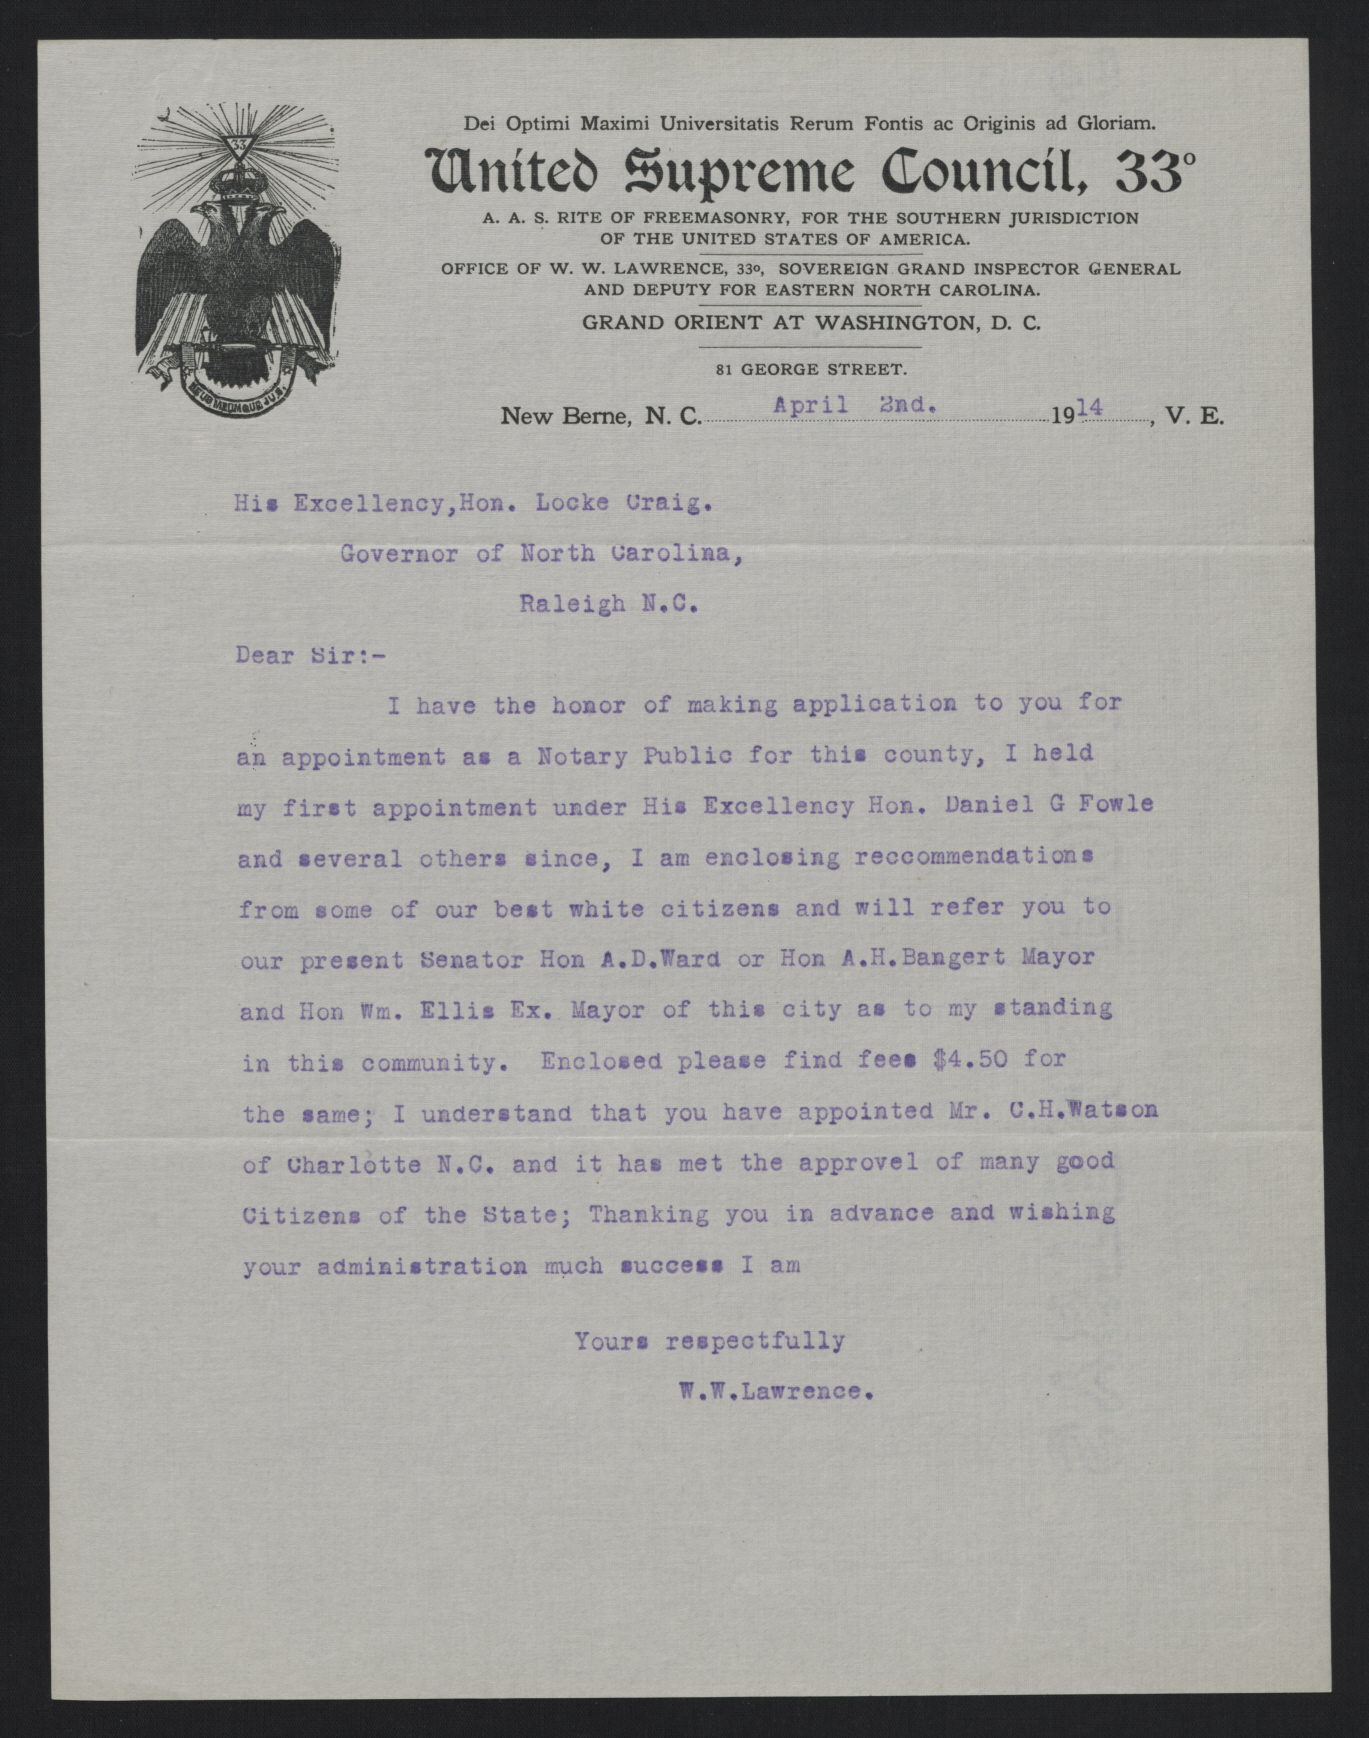 33
DEUS MEUMQUE JUS.
Dei Optimi Maximi Universitatis Rerum Fontis ac Originis ad Gloriam.
United Supreme Council, 33º
A. A. S. RITE OF FREEMASONRY, FOR THE SOUTHERN JURISDICTION
OF THE UNITED STATES OF AMERICA.
OFFICE OF W. W. LAWRENCE, 33º, SOVEREIGN GRAND INSPECTOR GENERAL
AND DEPUTY FOR EASTERN NORTH CAROLINA.
GRAND ORIENT AT WASHINGTON, D. C.
81 GEORGE STREET.
New Berne, N. C. April 2nd. 1914, V. E.
His Excellency,Hon. Locke Craig.
Governor of North Carolina,
Raleigh N.C.
Dear Sir:-
I have the honor of making application to you for
an appointment as a Notary Public for this county, I held
my first appointment under His Excellency Hon. Daniel G Fowle
and several others since, I am enclosing reccommendations
from some of our best white citizens and will refer you to
our present Senator Hon A.D.Ward or Hon A.H.Bangert Mayor
and Hon Wm. Ellis Ex. Mayor of this city as to my standing
in this community. Enclosed please find fees $4.50 for
the same; I understand that you have appointed Mr. C.H.Watson
of Charlotte N.C. and it has met the approvel of many good
Citizens of the State; Thanking you in advance and wishing
your administration much success I am
Yours respectfully
W.W.Lawrence.